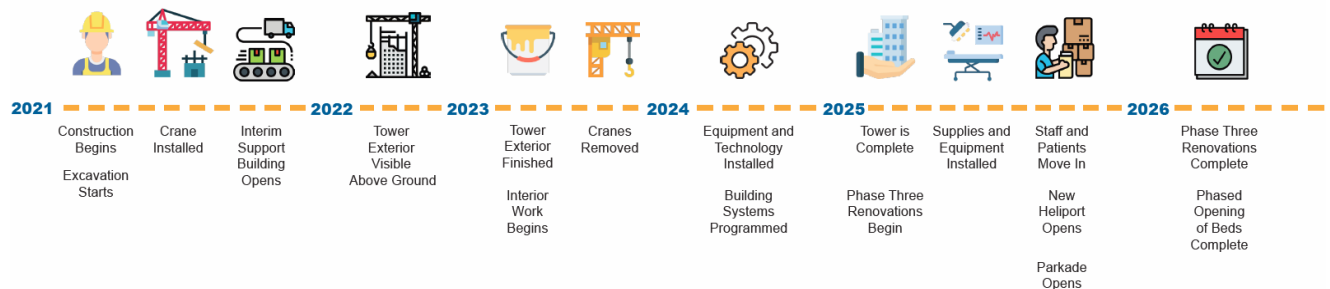 2021
Construction
Begins
Excavation
Starts
Crane
Installed
Interim
Support
Building
Opens
2022
Tower
Exterior
Visible
Above Ground
2023
Tower
Exterior
Finished
Interior
Work
Begins
Cranes
Removed
2024
Equipment and
Technology
Installed
Building
Systems
Programmed
2025
Tower is
Complete
Phase Three
Renovations
Begin
Supplies and
Equipment
Installed
Staff and
Patients
Move In
New
Heliport
Opens
Parkade
Opens
2026
Phase Three
Renovations
Complete
Phased
Opening
of Beds
Complete